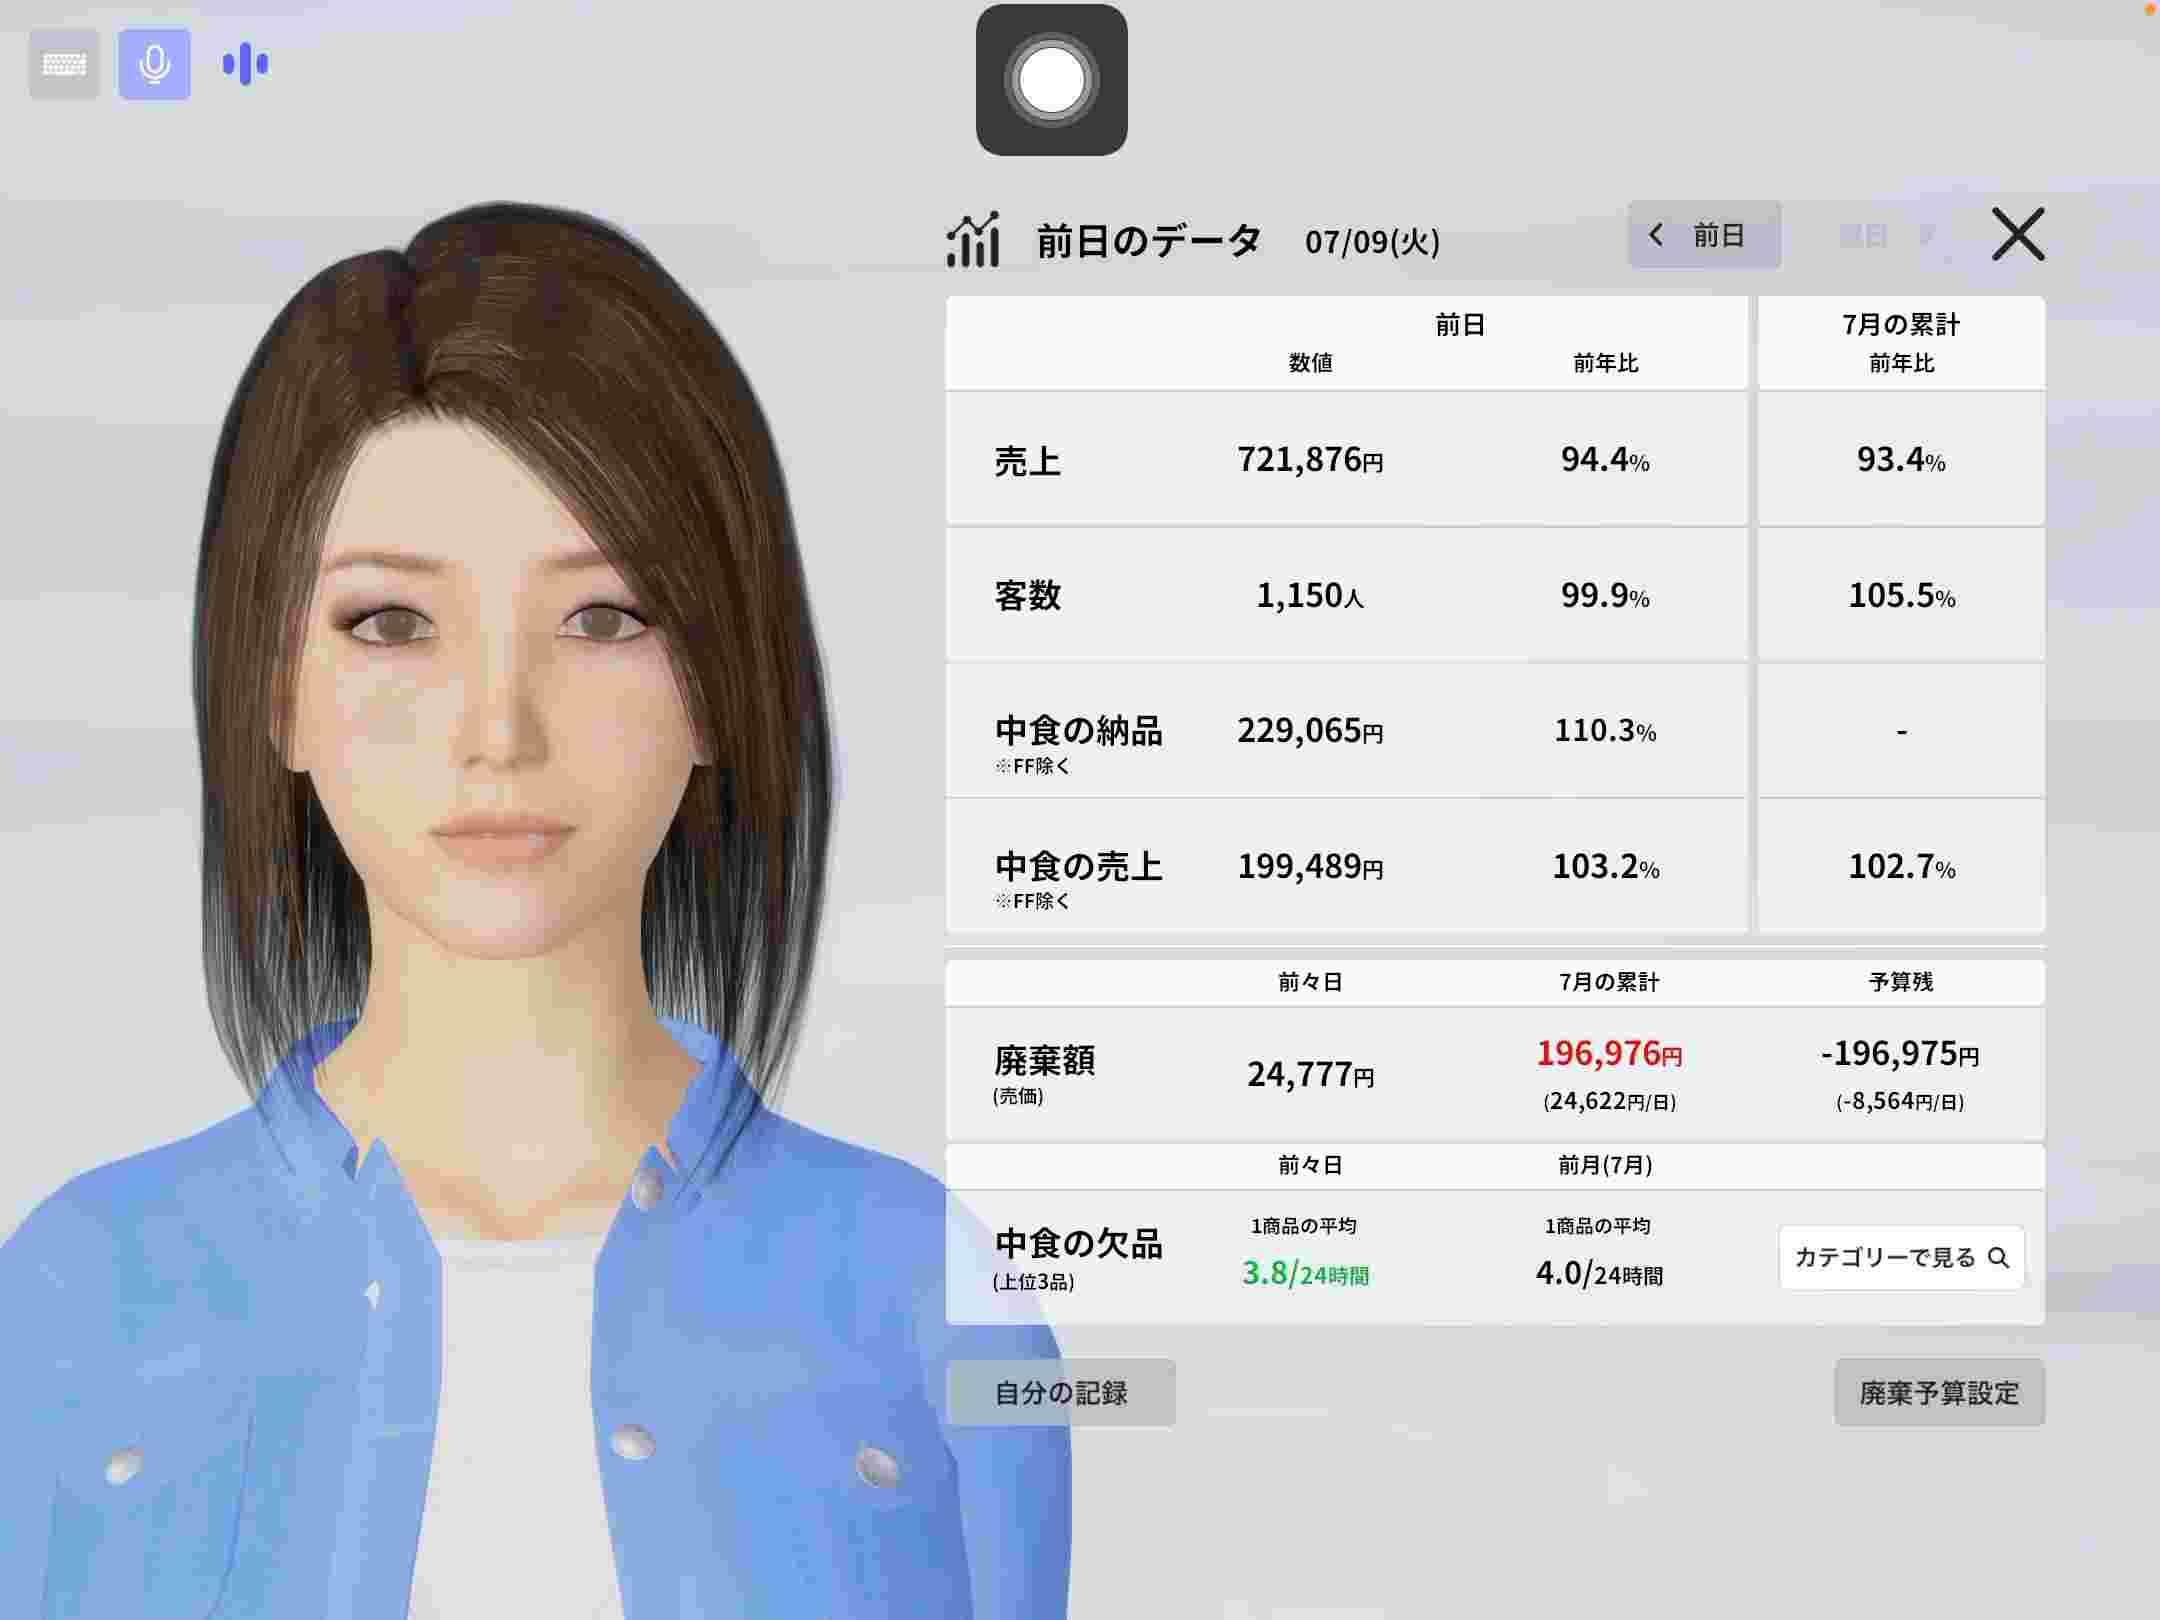 前日のデータ 07/09(火) 前日 翌日
前日 7月の累計
数値 前年比 前年比
売上 721,876円 94.4% 93.4%
客数 1,150人 99.9% 105.5%
中食の納品 229,065円 110.3% -
※FF除く
中食の売上 199,489円 103.2% 102.7%
※FF除く
前々日 7月の累計 予算残
廃棄額 24,777円 196,976円 -196,975円
(売価) (24,622円/日) (-8,564円/日)
前々日 前月(7月)
1商品の平均 1商品の平均
中食の欠品 3.8/24時間 4.0/24時間 カテゴリーで見る
(上位3品)
自分の記録 廃棄予算設定